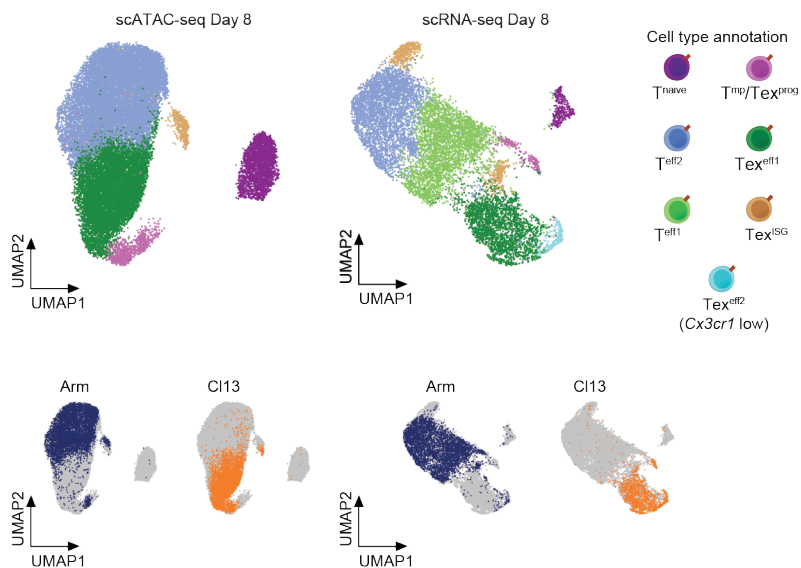 scATAC-seq Day 8
scRNA-seq Day 8
Cell type annotation
Tnaive
Tmp/Texprog
Teff2
Texeff1
Teff1
TexISG
Texeff2
(Cx3cr1 low)
UMAP2
UMAP1
UMAP2
UMAP1
Arm
Cl13
Arm
Cl13
UMAP2
UMAP1
UMAP2
UMAP1